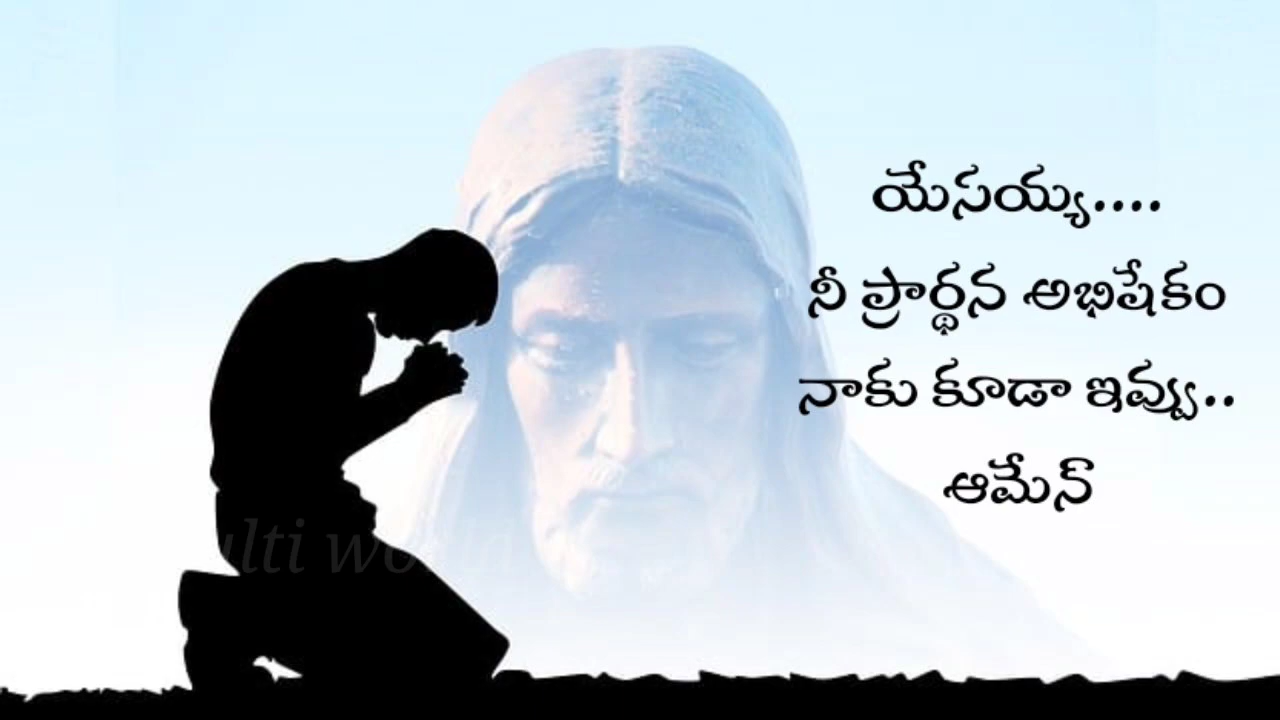 యేసయ్య....
నీ ప్రార్థన అభిషేకం
నాకు కూడా ఇవ్వు..
ఆమేన్